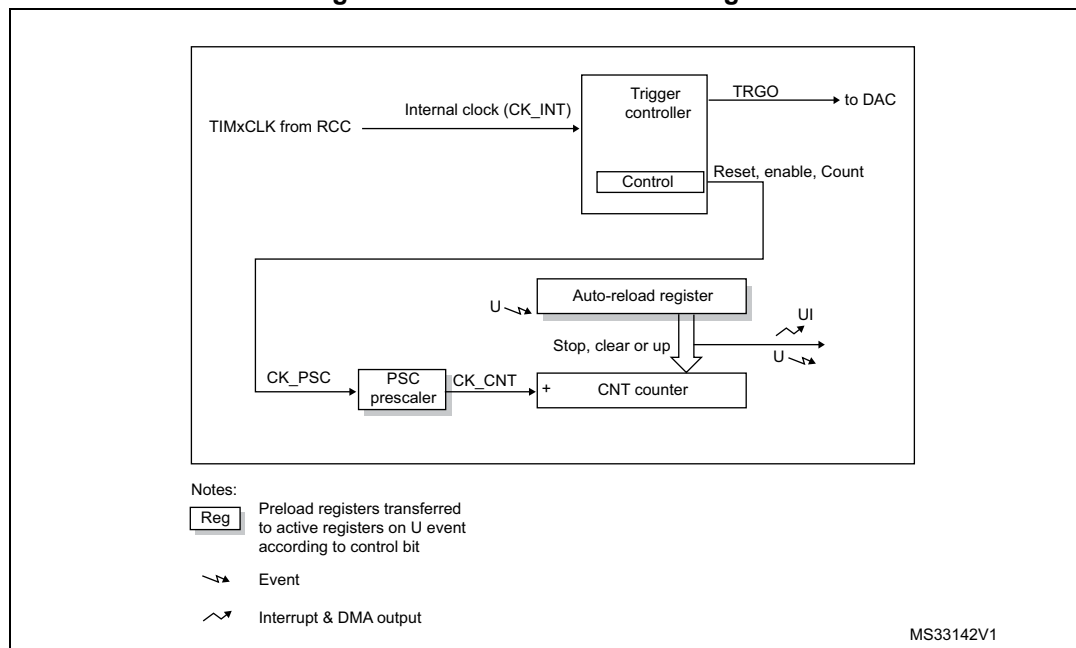 Trigger
controller
TRGO
to DAC
Internal clock (CK_INT)
TIMxCLK from RCC
Control
Reset, enable, Count
Auto-reload register
U
UI
Stop, clear or up
U
CK_PSC
PSC
prescaler
CK_CNT
+
CNT counter
Notes:
Reg
Preload registers transferred
to active registers on U event
according to control bit
Event
Interrupt & DMA output
MS33142V1